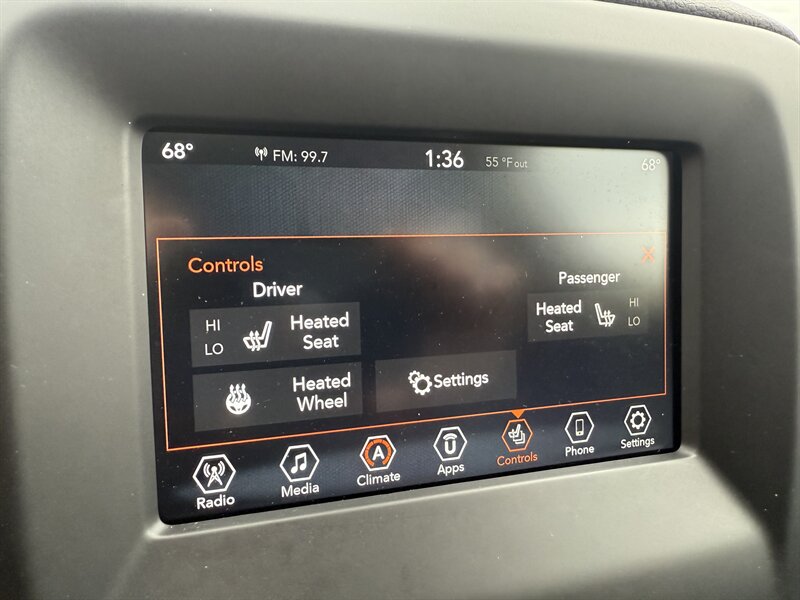 68° FM: 99.7 1:36 55 °F out 68°
Controls
Driver
Passenger
HI
LO
Heated
Seat
Heated
Seat
HI
LO
Heated
Wheel
Settings
Radio Media Climate Apps Controls Phone Settings
A